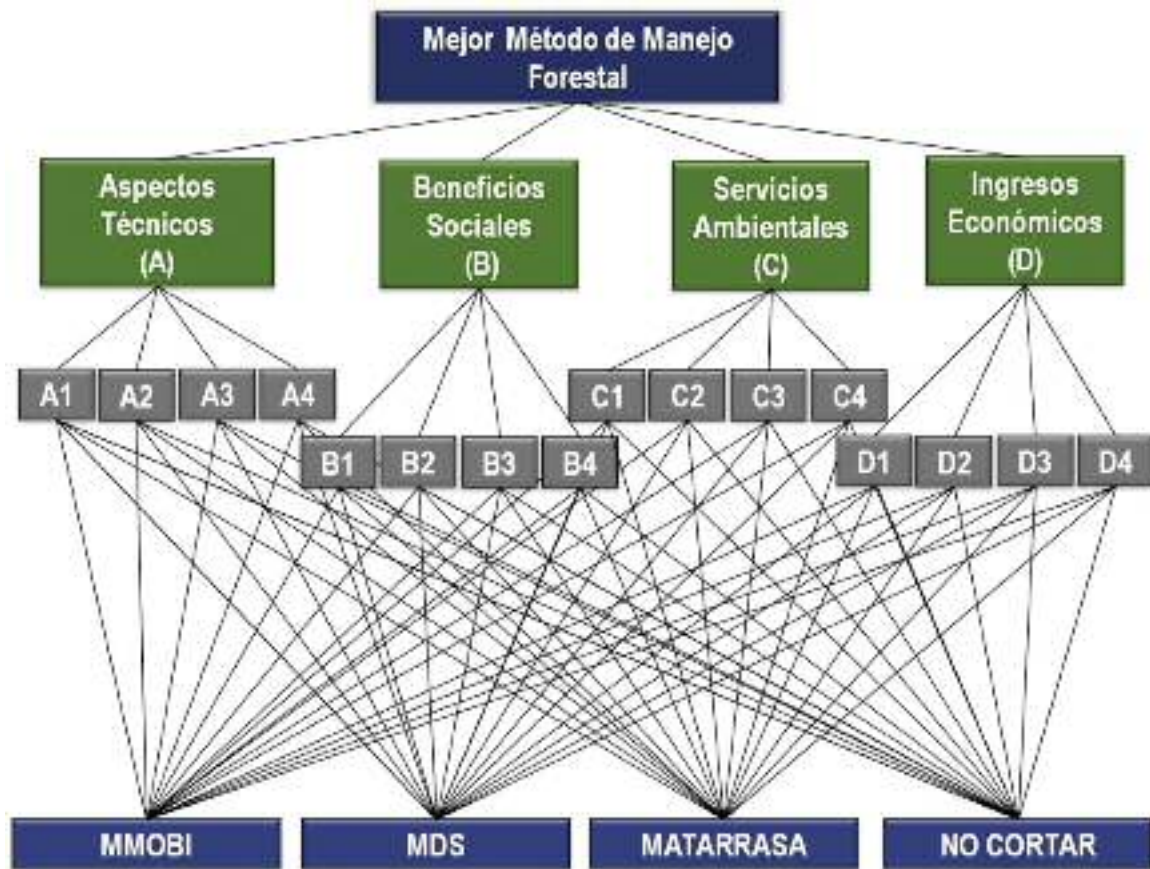 Mejor Método de Manejo
Forestal
Aspectos
Técnicos
(A)
Beneficios
Sociales
(B)
Servicios
Ambientales
(C)
Ingresos
Económicos
(D)
A1
A2
A3
A4
B1
B2
B3
B4
C1
C2
C3
C4
D1
D2
D3
D4
MMOBI
MDS
MATARRASA
NO CORTAR